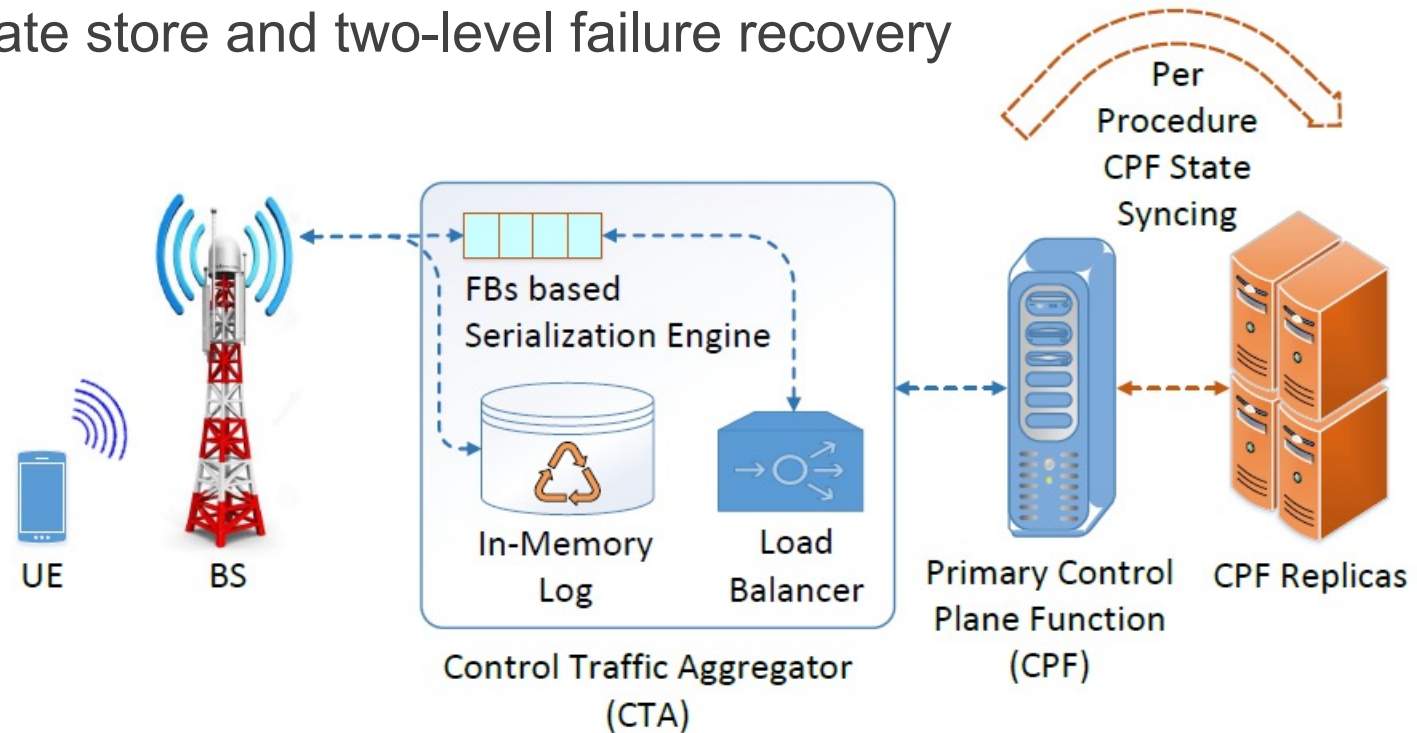 ate store and two-level failure recovery
Per
Procedure
CPF State
Syncing
FBs based
Serialization Engine
In-Memory
Log
Load
Balancer
UE
BS
Primary Control
Plane Function
(CPF)
CPF Replicas
Control Traffic Aggregator
(CTA)